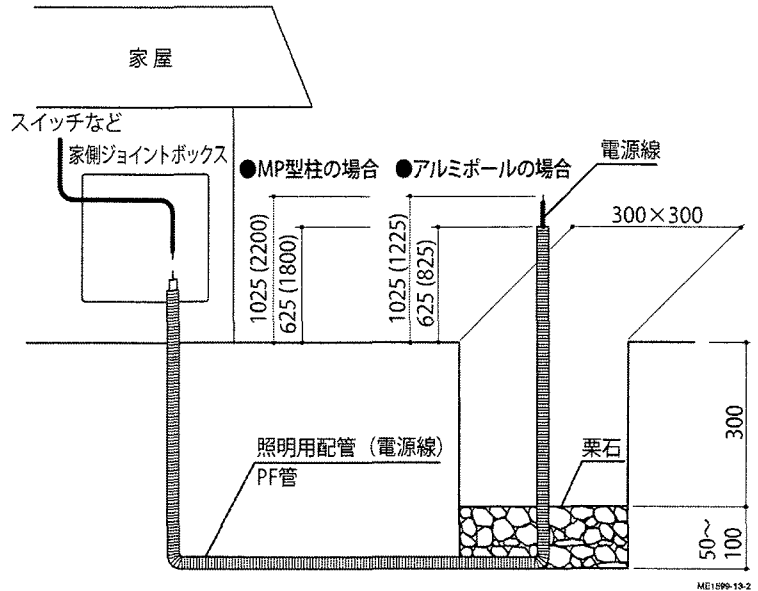 家屋
スイッチなど
家側ジョイントボックス
●MP型柱の場合
●アルミポールの場合
電源線
300×300
1025 (2200)
625 (1800)
1025 (1225)
625 (825)
300
照明用配管（電源線）
PF管
栗石
50～
100
ME1599-13-2